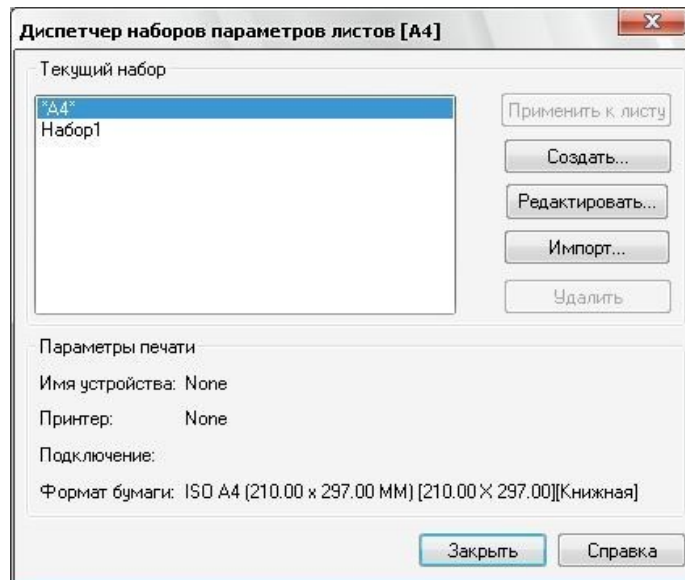 Диспетчер наборов параметров листов [A4]
Текущий набор
*A4*
Набор1
Применить к листу
Создать...
Редактировать...
Импорт...
Удалить
Параметры печати
Имя устройства: None
Принтер: None
Подключение:
Формат бумаги: ISO A4 (210.00 x 297.00 MM) [210.00 X 297.00][Книжная]
Закрыть Справка